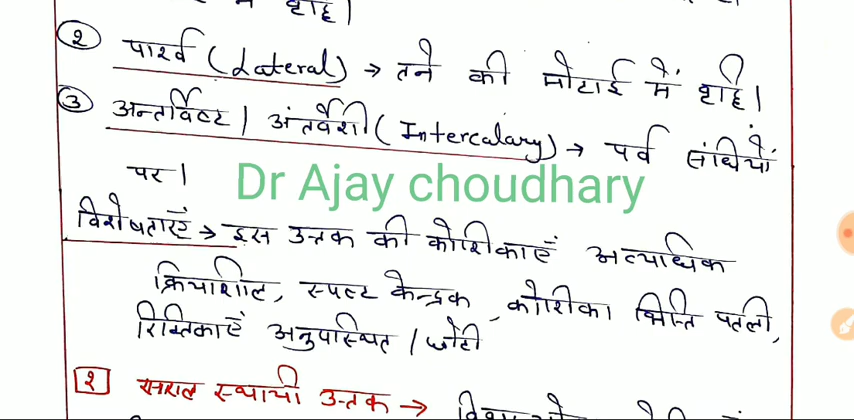 में वृद्धि।
② पार्श्व (Lateral) → तने की मोटाई में वृद्धि।
③ अन्तर्विष्ट / अंतर्वेशी (Intercalary) → पर्व संधियों
पर।
Dr Ajay choudhary
विशेषताएँ → इस उत्तक की कोशिकाएँ अत्याधिक
क्रियाशील, स्पष्ट केन्द्रक, कोशिका भित्ति पतली,
रिक्तिकाएँ अनुपस्थित / छोटी
१ सरल स्थायी उत्तक →